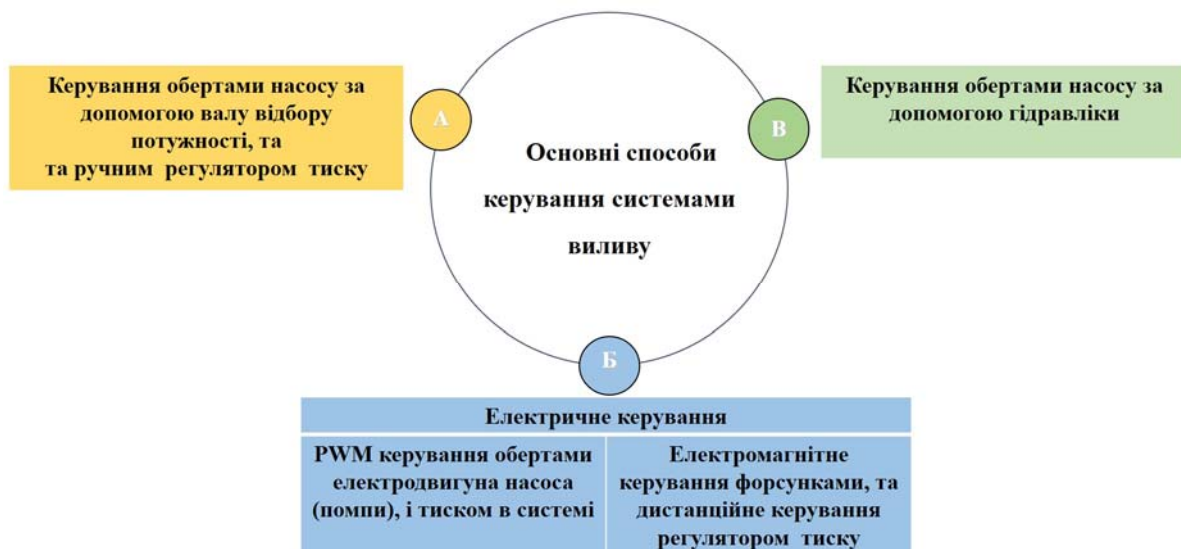 Керування обертами насосу за
допомогою валу відбору
потужності, та
та ручним регулятором тиску
А
Основні способи
керування системами
виливу
В
Керування обертами насосу за
допомогою гідравліки
Б
Електричне керування
PWM керування обертами
електродвигуна насоса
(помпи), і тиском в системі
Електромагнітне
керування форсунками, та
дистанційне керування
регулятором тиску